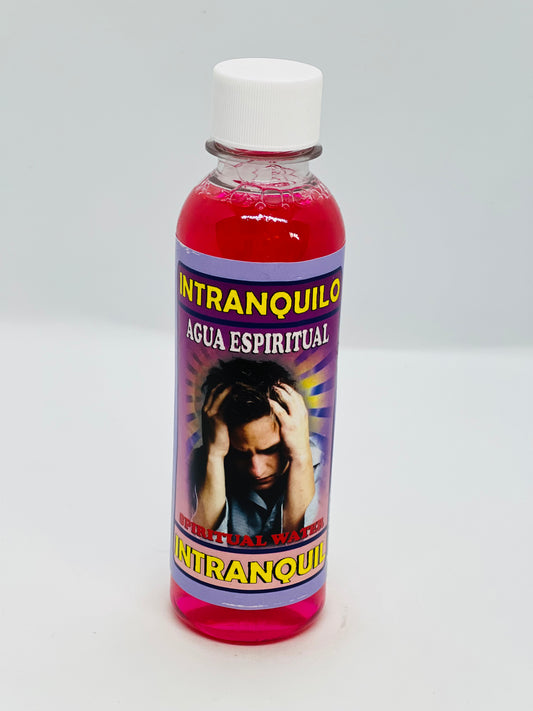 INTRANQUILO
AGUA ESPIRITUAL
SPIRITUAL WATER
INTRANQUIL